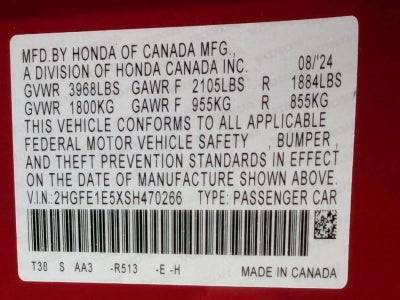 MFD.BY HONDA OF CANADA MFG.,
A DIVISION OF HONDA CANADA INC. 08/'24
GVWR 3968LBS GAWR F 2105LBS R 1884LBS
GVWR 1800KG GAWR F 955KG R 855KG
THIS VEHICLE CONFORMS TO ALL APPLICABLE
FEDERAL MOTOR VEHICLE SAFETY , BUMPER ,
AND THEFT PREVENTION STANDARDS IN EFFECT
ON THE DATE OF MANUFACTURE SHOWN ABOVE.
V.I.N.:2HGFE1E5XSH470266 TYPE: PASSENGER CAR
T38 S AA3 -R513 -E -H MADE IN CANADA